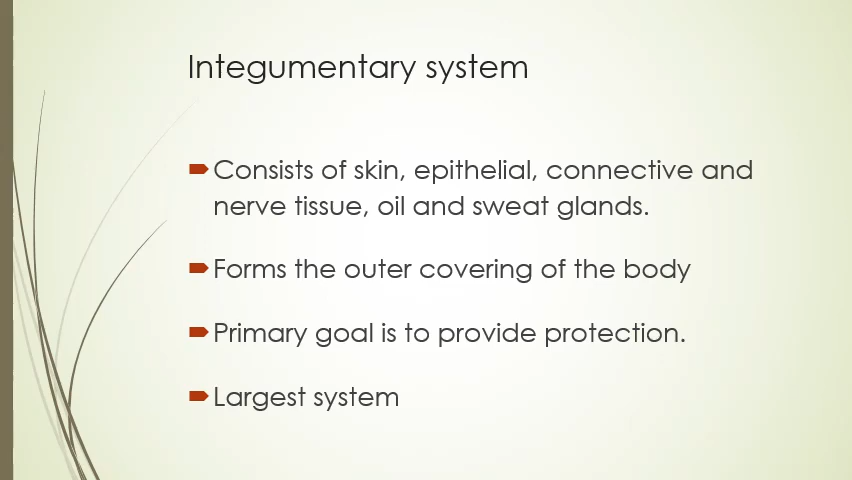 Integumentary system
Consists of skin, epithelial, connective and
nerve tissue, oil and sweat glands.
Forms the outer covering of the body
Primary goal is to provide protection.
Largest system